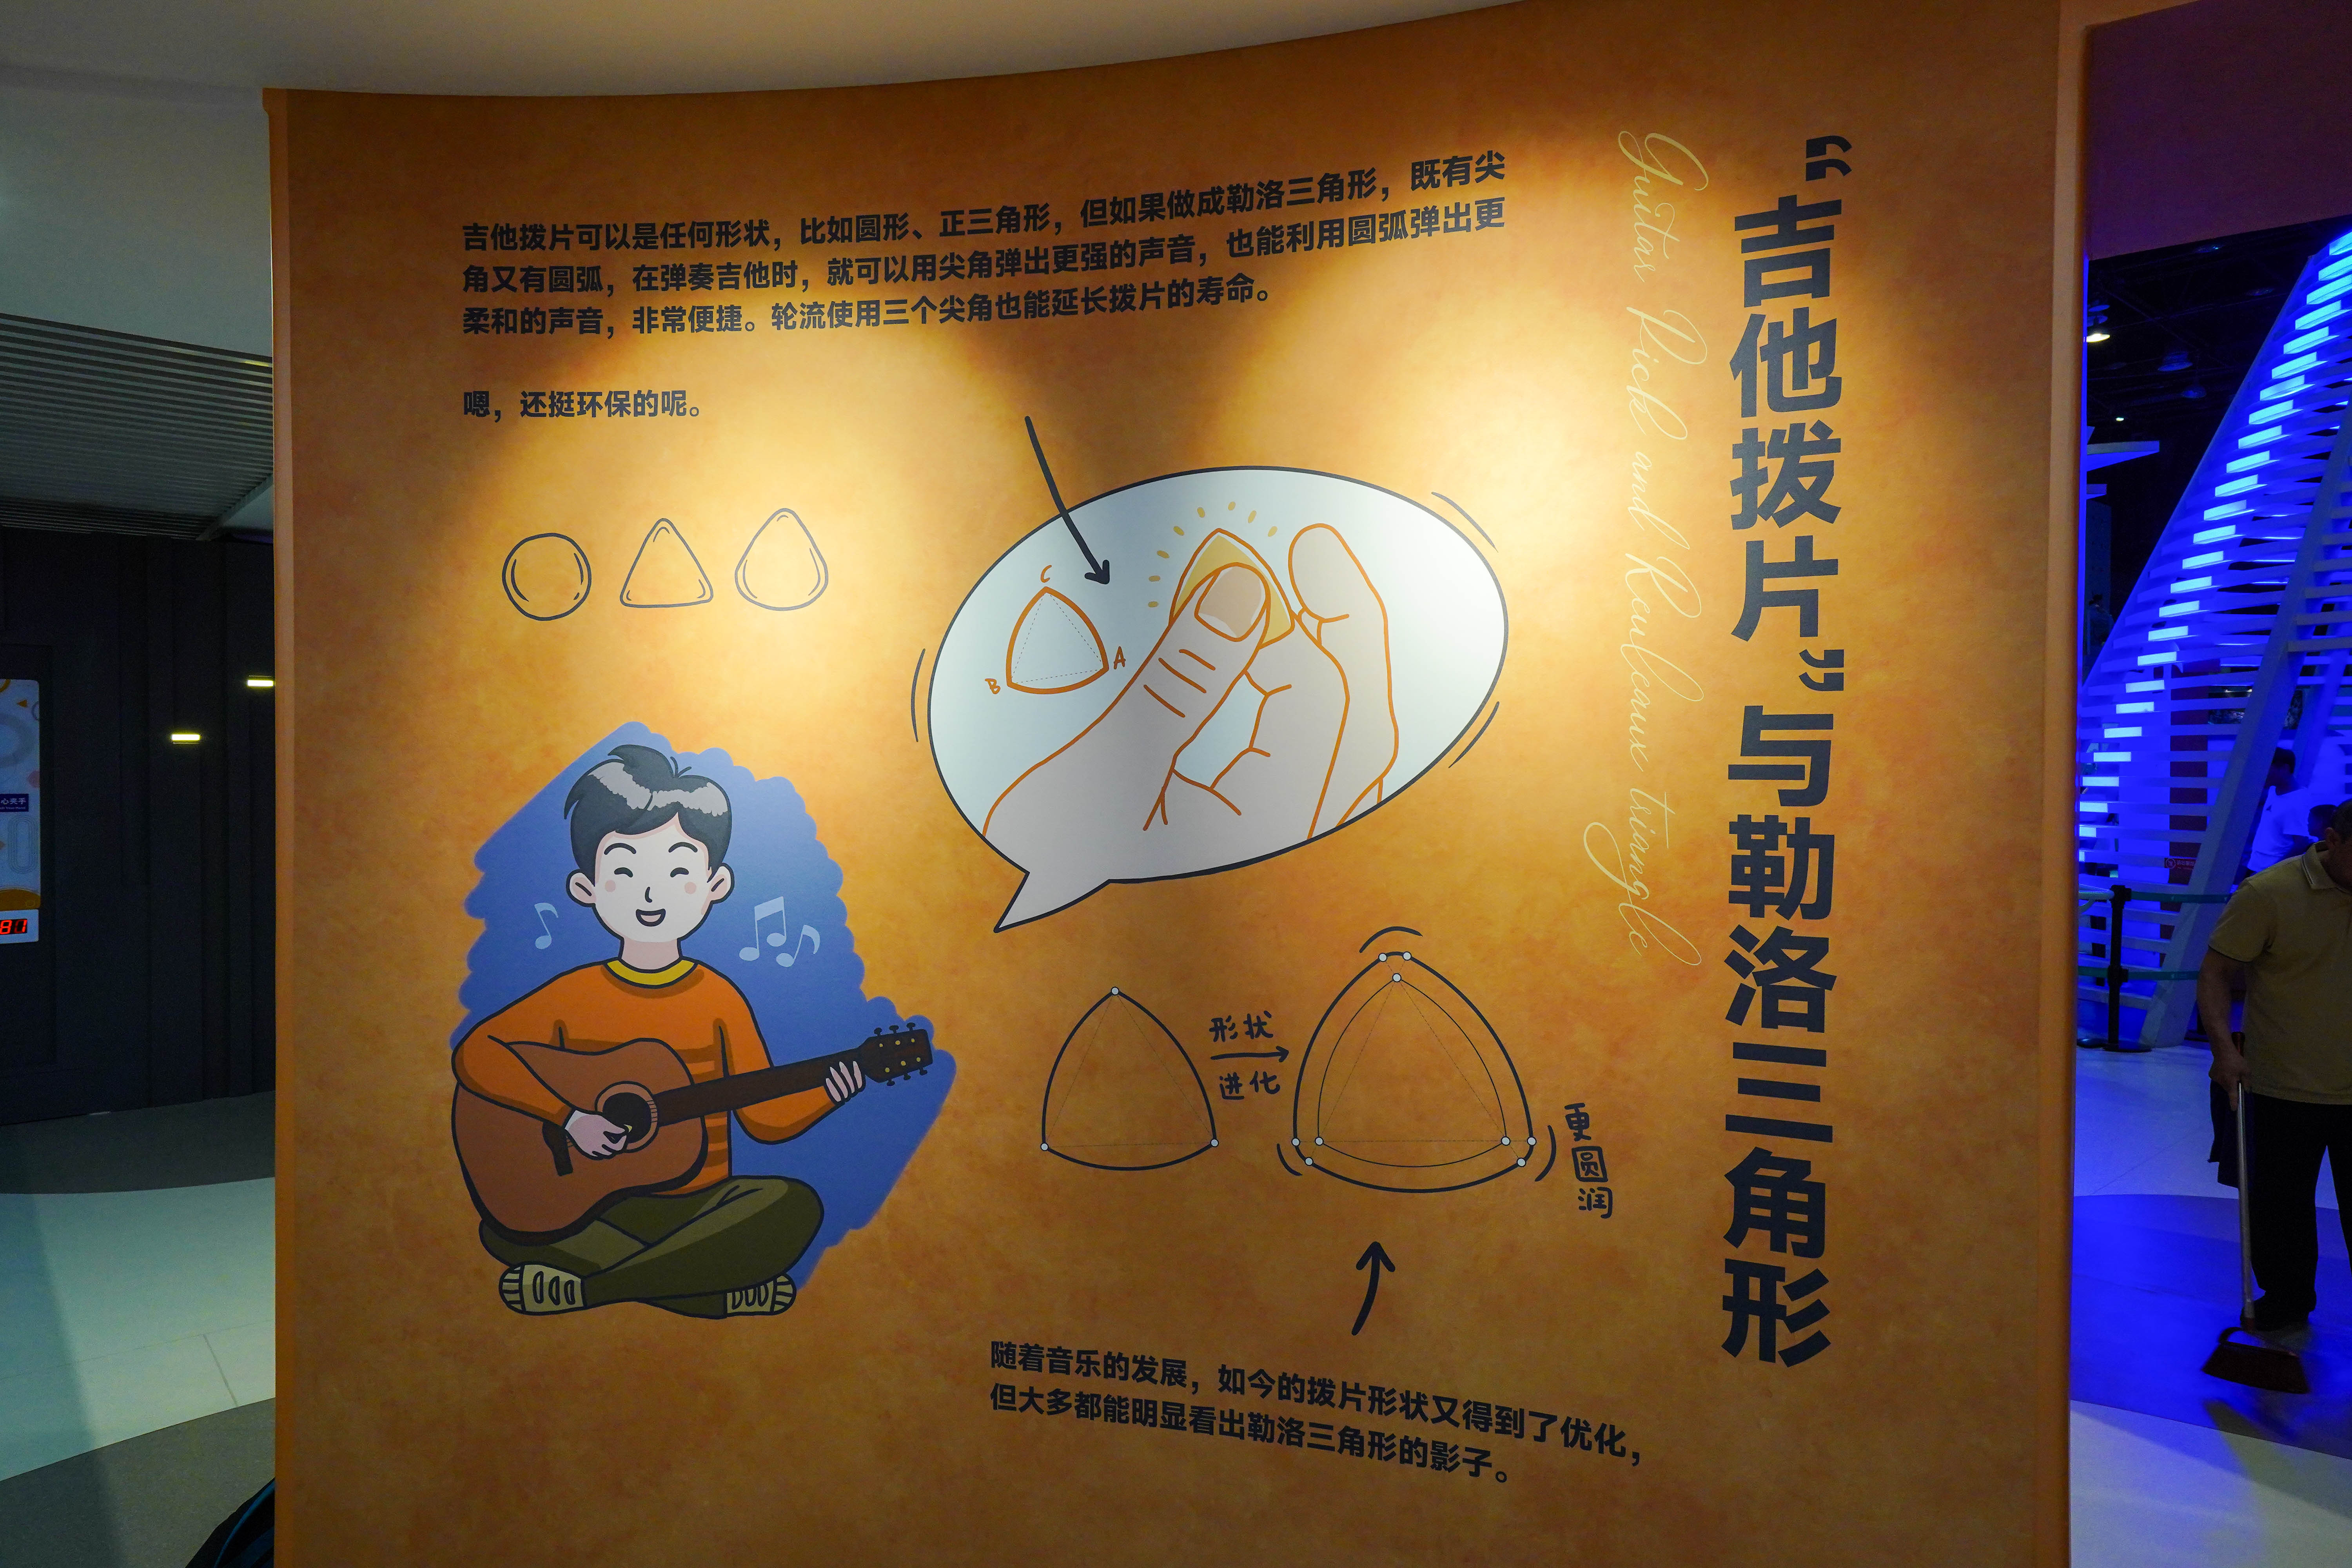 ”吉他拨片”与勒洛三角形
Guitar Pick and Reuleaux triangle
吉他拨片可以是任何形状，比如圆形、正三角形，但如果做成勒洛三角形，既有尖
角又有圆弧，在弹奏吉他时，就可以用尖角弹出更强的声音，也能利用圆弧弹出更
柔和的声音，非常便捷。轮流使用三个尖角也能延长拨片的寿命。
嗯，还挺环保的呢。
C
A
B
形状
进化
更圆润
随着音乐的发展，如今的拨片形状又得到了优化，
但大多都能明显看出勒洛三角形的影子。
81